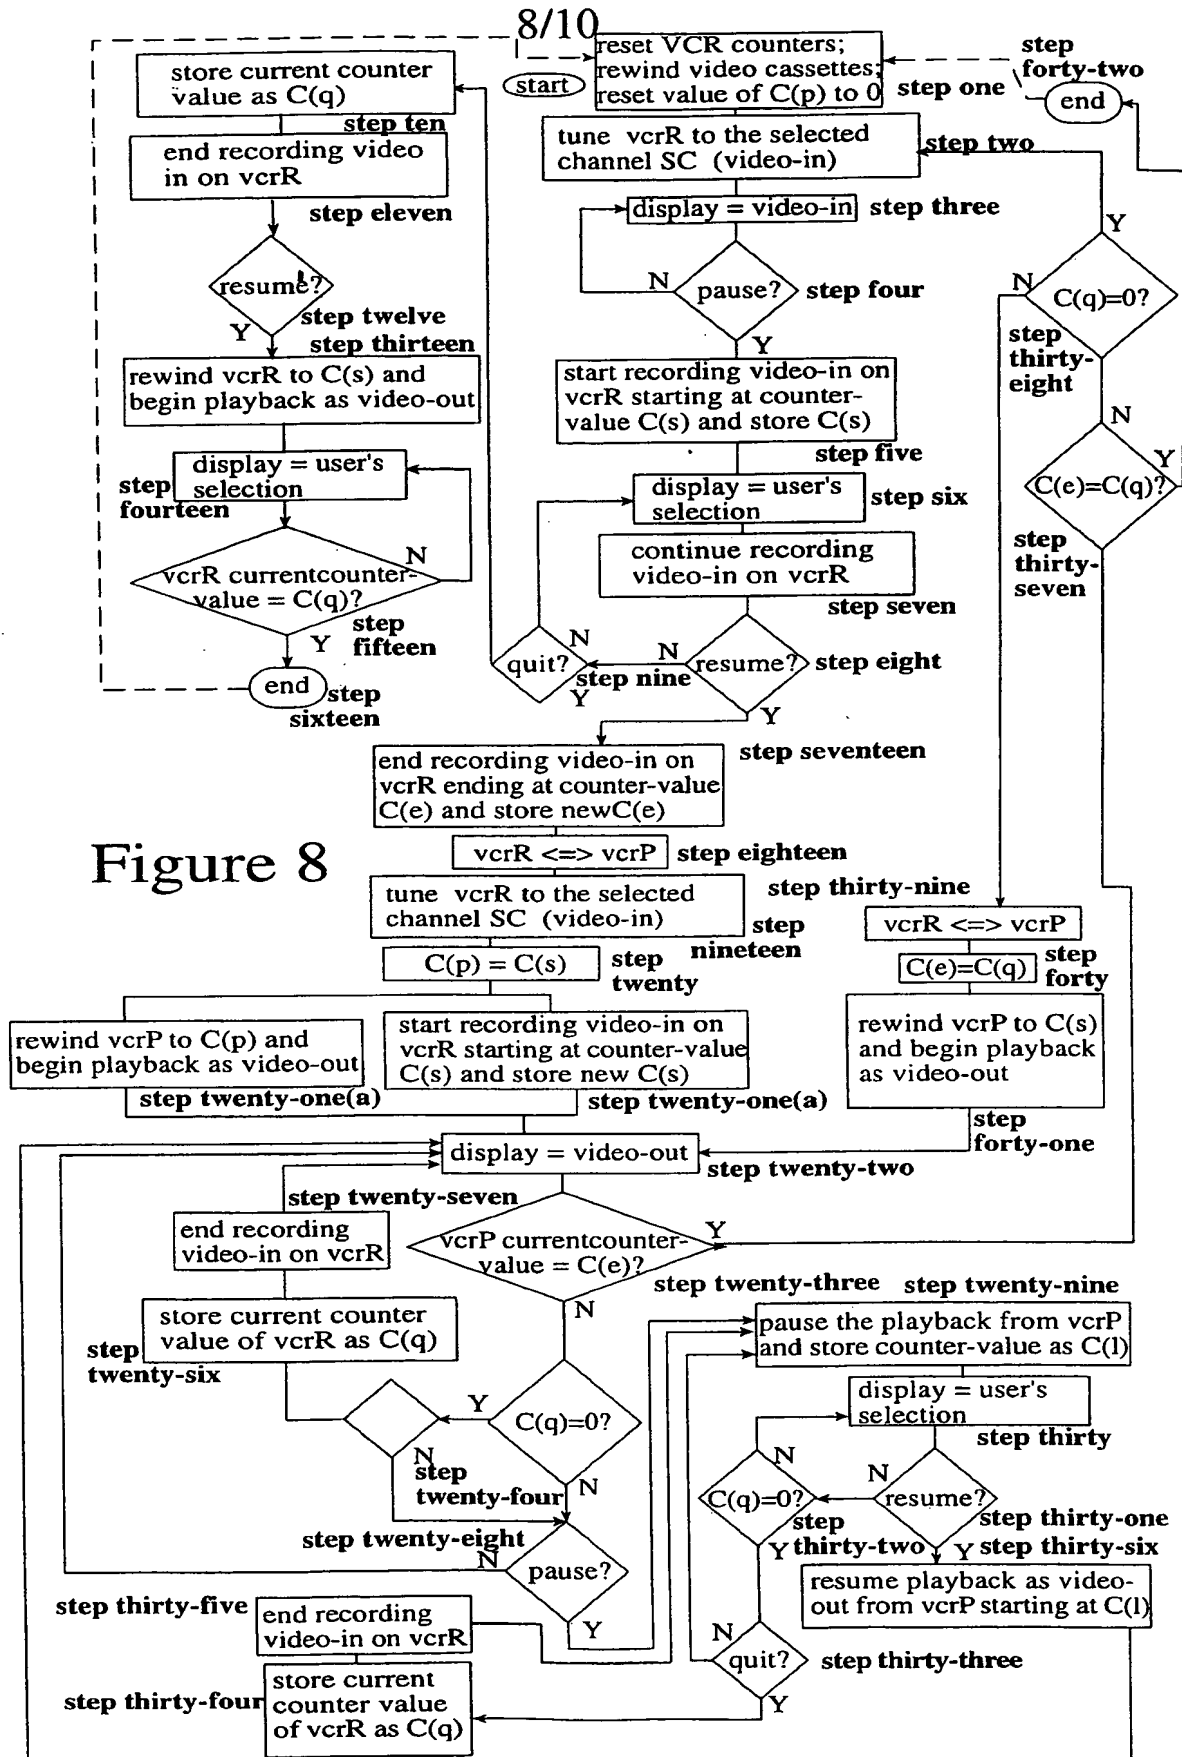 8/10
reset VCR counters;
rewind video cassettes;
reset value of C(p) to 0
step one
start
step
forty-two
end
store current counter
value as C(q)
step ten
end recording video
in on vcrR
step eleven
resume?
step twelve
Y
step thirteen
rewind vcrR to C(s) and
begin playback as video-out
display = user's
selection
step
fourteen
N
vcrR currentcounter-
value = C(q)?
Y
step
fifteen
end
step
sixteen
tune vcrR to the selected
channel SC (video-in)
step two
display = video-in
step three
N
pause?
step four
Y
start recording video-in on
vcrR starting at counter-
value C(s) and store C(s)
step five
display = user's
selection
step six
continue recording
video-in on vcrR
step seven
N
quit?
step nine
Y
N
resume?
step eight
Y
Y
N
C(q)=0?
step
thirty-
eight
N
Y
C(e)=C(q)?
step
thirty-
seven
step seventeen
end recording video-in on
vcrR ending at counter-value
C(e) and store newC(e)
Figure 8
vcrR <=> vcrP
step eighteen
tune vcrR to the selected
channel SC (video-in)
step
nineteen
C(p) = C(s)
step
twenty
step thirty-nine
vcrR <=> vcrP
C(e)=C(q)
step
forty
rewind vcrP to C(s)
and begin playback
as video-out
step
forty-one
rewind vcrP to C(p) and
begin playback as video-out
step twenty-one(a)
start recording video-in on
vcrR starting at counter-value
C(s) and store new C(s)
step twenty-one(a)
display = video-out
step twenty-two
step twenty-seven
end recording
video-in on vcrR
vcrP currentcounter-
value = C(e)?
Y
step twenty-three
N
store current counter
value of vcrR as C(q)
step
twenty-six
Y
C(q)=0?
N
step
twenty-four
N
step twenty-eight
N
pause?
Y
step twenty-nine
pause the playback from vcrP
and store counter-value as C(l)
display = user's
selection
step thirty
N
C(q)=0?
step
thirty-two
Y
N
resume?
step thirty-one
Y
step thirty-six
resume playback as video-
out from vcrP starting at C(l)
step thirty-five
end recording
video-in on vcrR
N
quit?
step thirty-three
Y
step thirty-four
store current
counter value
of vcrR as C(q)